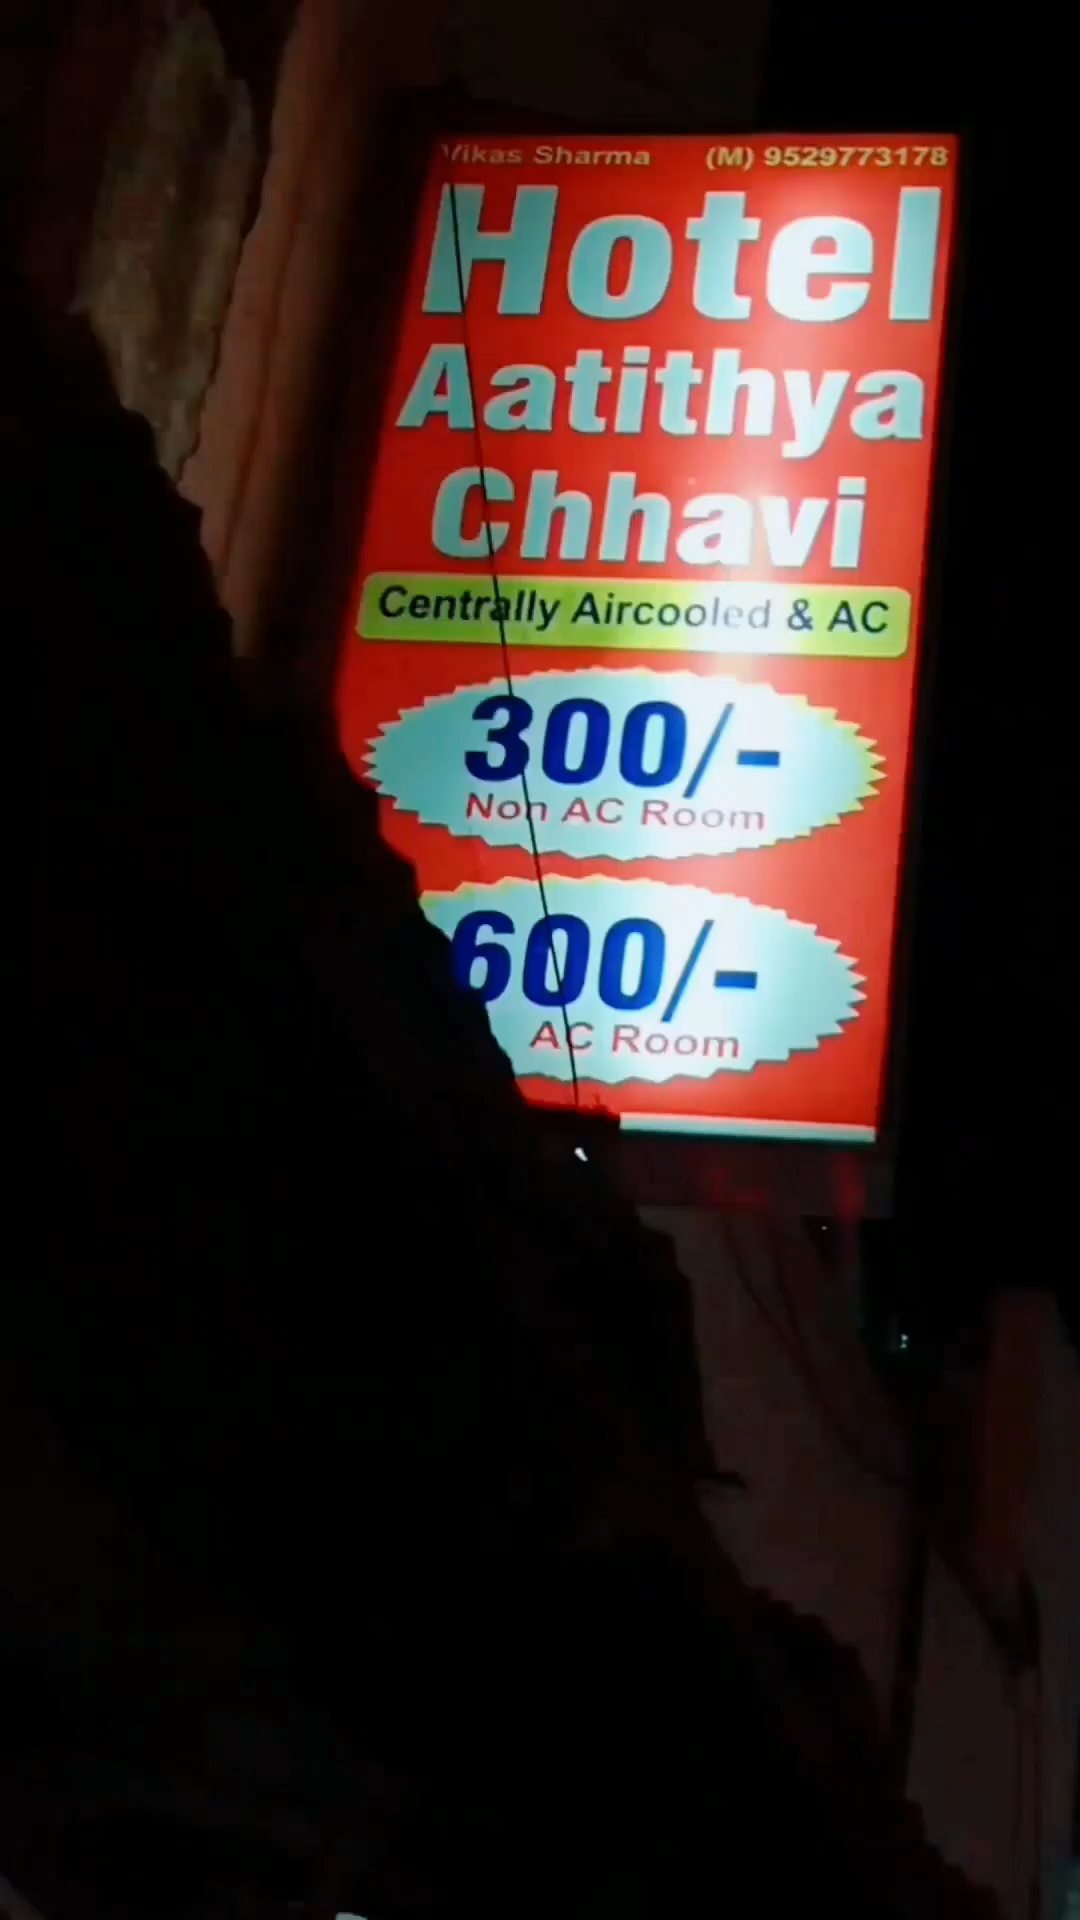 Vikas Sharma (M) 9529773178
Hotel
Aatithya
Chhavi
Centrally Aircooled & AC
300/-
Non AC Room
600/-
AC Room